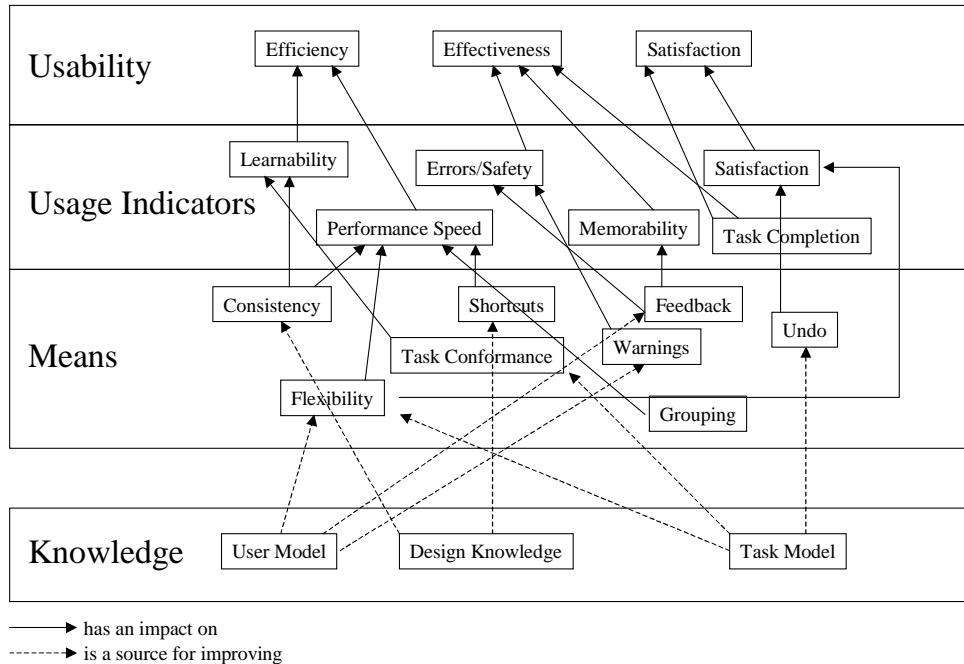 Usability
Efficiency
Effectiveness
Satisfaction
Usage Indicators
Learnability
Errors/Safety
Satisfaction
Performance Speed
Memorability
Task Completion
Means
Consistency
Shortcuts
Feedback
Undo
Task Conformance
Warnings
Flexibility
Grouping
Knowledge
User Model
Design Knowledge
Task Model
has an impact on
is a source for improving